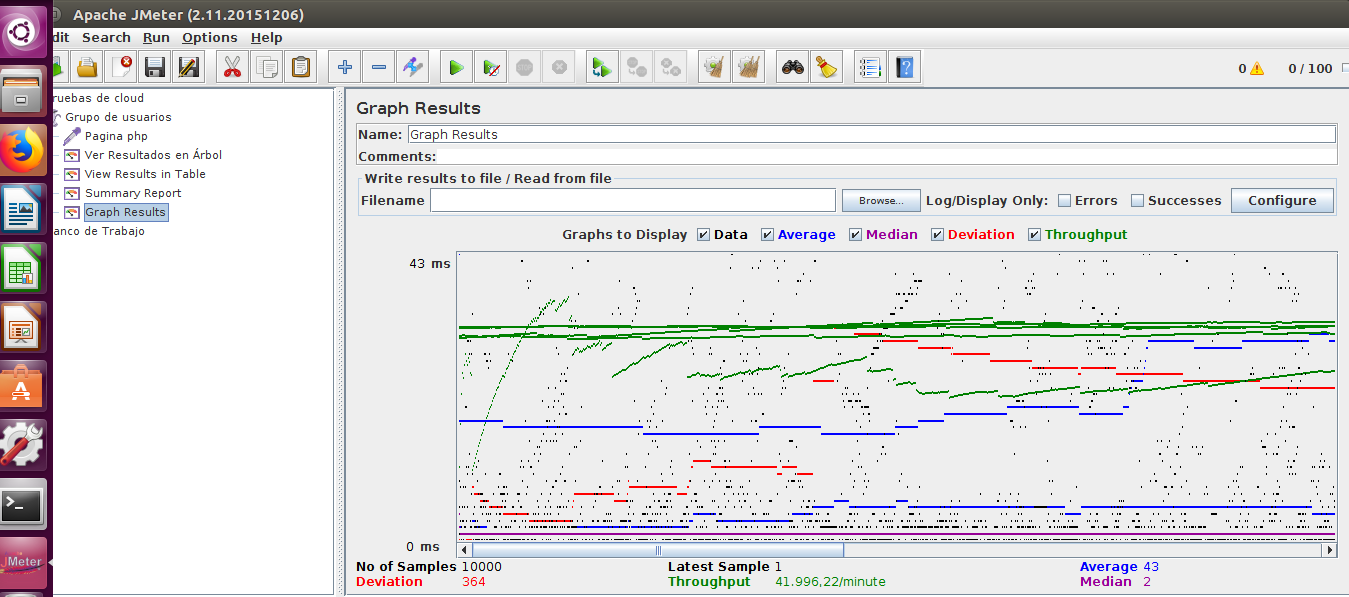 Apache JMeter (2.11.20151206)
dit Search Run Options Help
0 0 / 100
ruebas de cloud
Grupo de usuarios
Pagina php
Ver Resultados en Árbol
View Results in Table
Summary Report
Graph Results
anco de Trabajo
Graph Results
Name: Graph Results
Comments:
Write results to file / Read from file
Filename Browse... Log/Display Only: Errors Successes Configure
Graphs to Display Data Average Median Deviation Throughput
43 ms
0 ms
No of Samples 10000 Latest Sample 1 Average 43
Deviation 364 Throughput 41.996,22/minute Median 2
JMeter